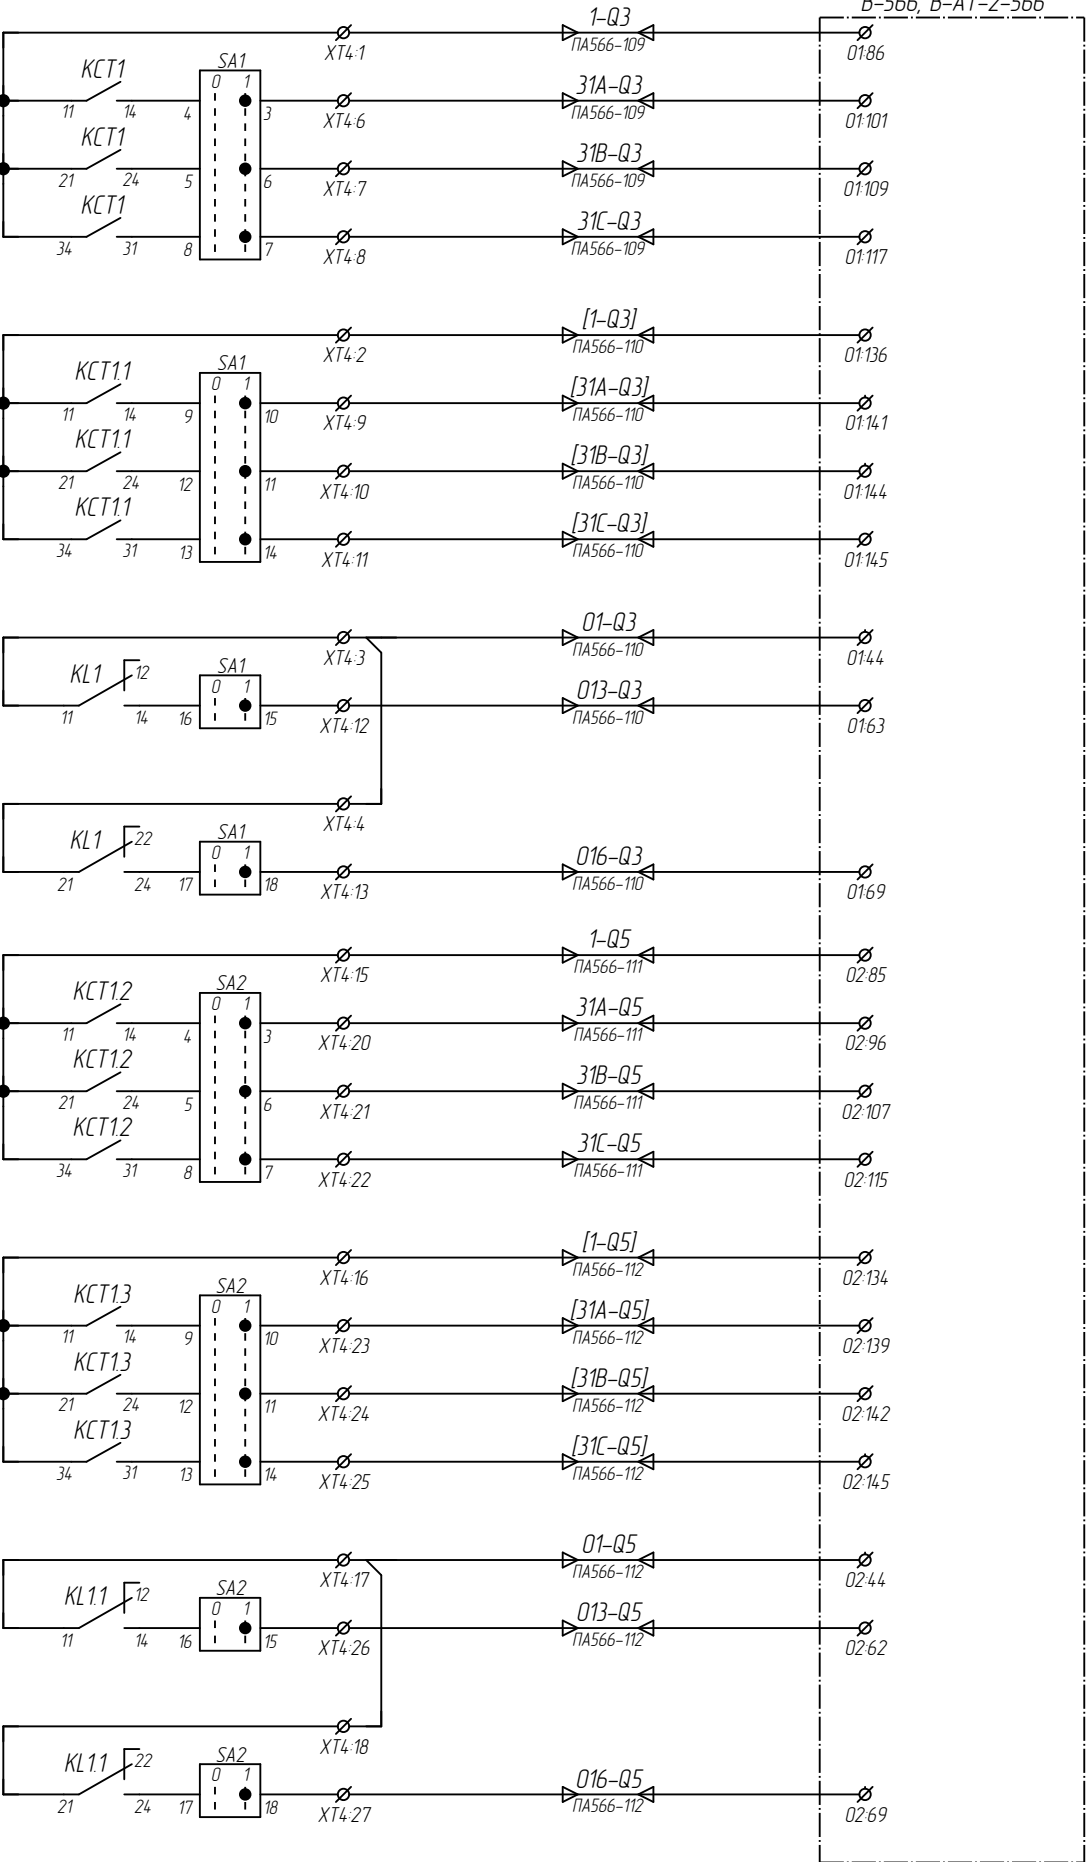 В-566, В-АТ-2-566
1-Q3
ПА566-109
XT4:1
01:86
KCT1
SA1
0 1
31A-Q3
ПА566-109
11 14 4 3
XT4:6
01:101
KCT1
31B-Q3
ПА566-109
21 24 5 6
XT4:7
01:109
KCT1
31C-Q3
ПА566-109
34 31 8 7
XT4:8
01:117
[1-Q3]
ПА566-110
XT4:2
01:136
KCT1.1
SA1
0 1
[31A-Q3]
ПА566-110
11 14 9 10
XT4:9
01:141
KCT1.1
[31B-Q3]
ПА566-110
21 24 12 11
XT4:10
01:144
KCT1.1
[31C-Q3]
ПА566-110
34 31 13 14
XT4:11
01:145
01-Q3
ПА566-110
XT4:3
01:44
KL1
12
SA1
0 1
013-Q3
ПА566-110
11 14 16 15
XT4:12
01:63
XT4:4
KL1
22
SA1
0 1
016-Q3
ПА566-110
21 24 17 18
XT4:13
01:69
1-Q5
ПА566-111
XT4:15
02:85
KCT1.2
SA2
0 1
31A-Q5
ПА566-111
11 14 4 3
XT4:20
02:96
KCT1.2
31B-Q5
ПА566-111
21 24 5 6
XT4:21
02:107
KCT1.2
31C-Q5
ПА566-111
34 31 8 7
XT4:22
02:115
[1-Q5]
ПА566-112
XT4:16
02:134
KCT1.3
SA2
0 1
[31A-Q5]
ПА566-112
11 14 9 10
XT4:23
02:139
KCT1.3
[31B-Q5]
ПА566-112
21 24 12 11
XT4:24
02:142
KCT1.3
[31C-Q5]
ПА566-112
34 31 13 14
XT4:25
02:145
01-Q5
ПА566-112
XT4:17
02:44
KL1.1
12
SA2
0 1
013-Q5
ПА566-112
11 14 16 15
XT4:26
02:62
XT4:18
KL1.1
22
SA2
0 1
016-Q5
ПА566-112
21 24 17 18
XT4:27
02:69